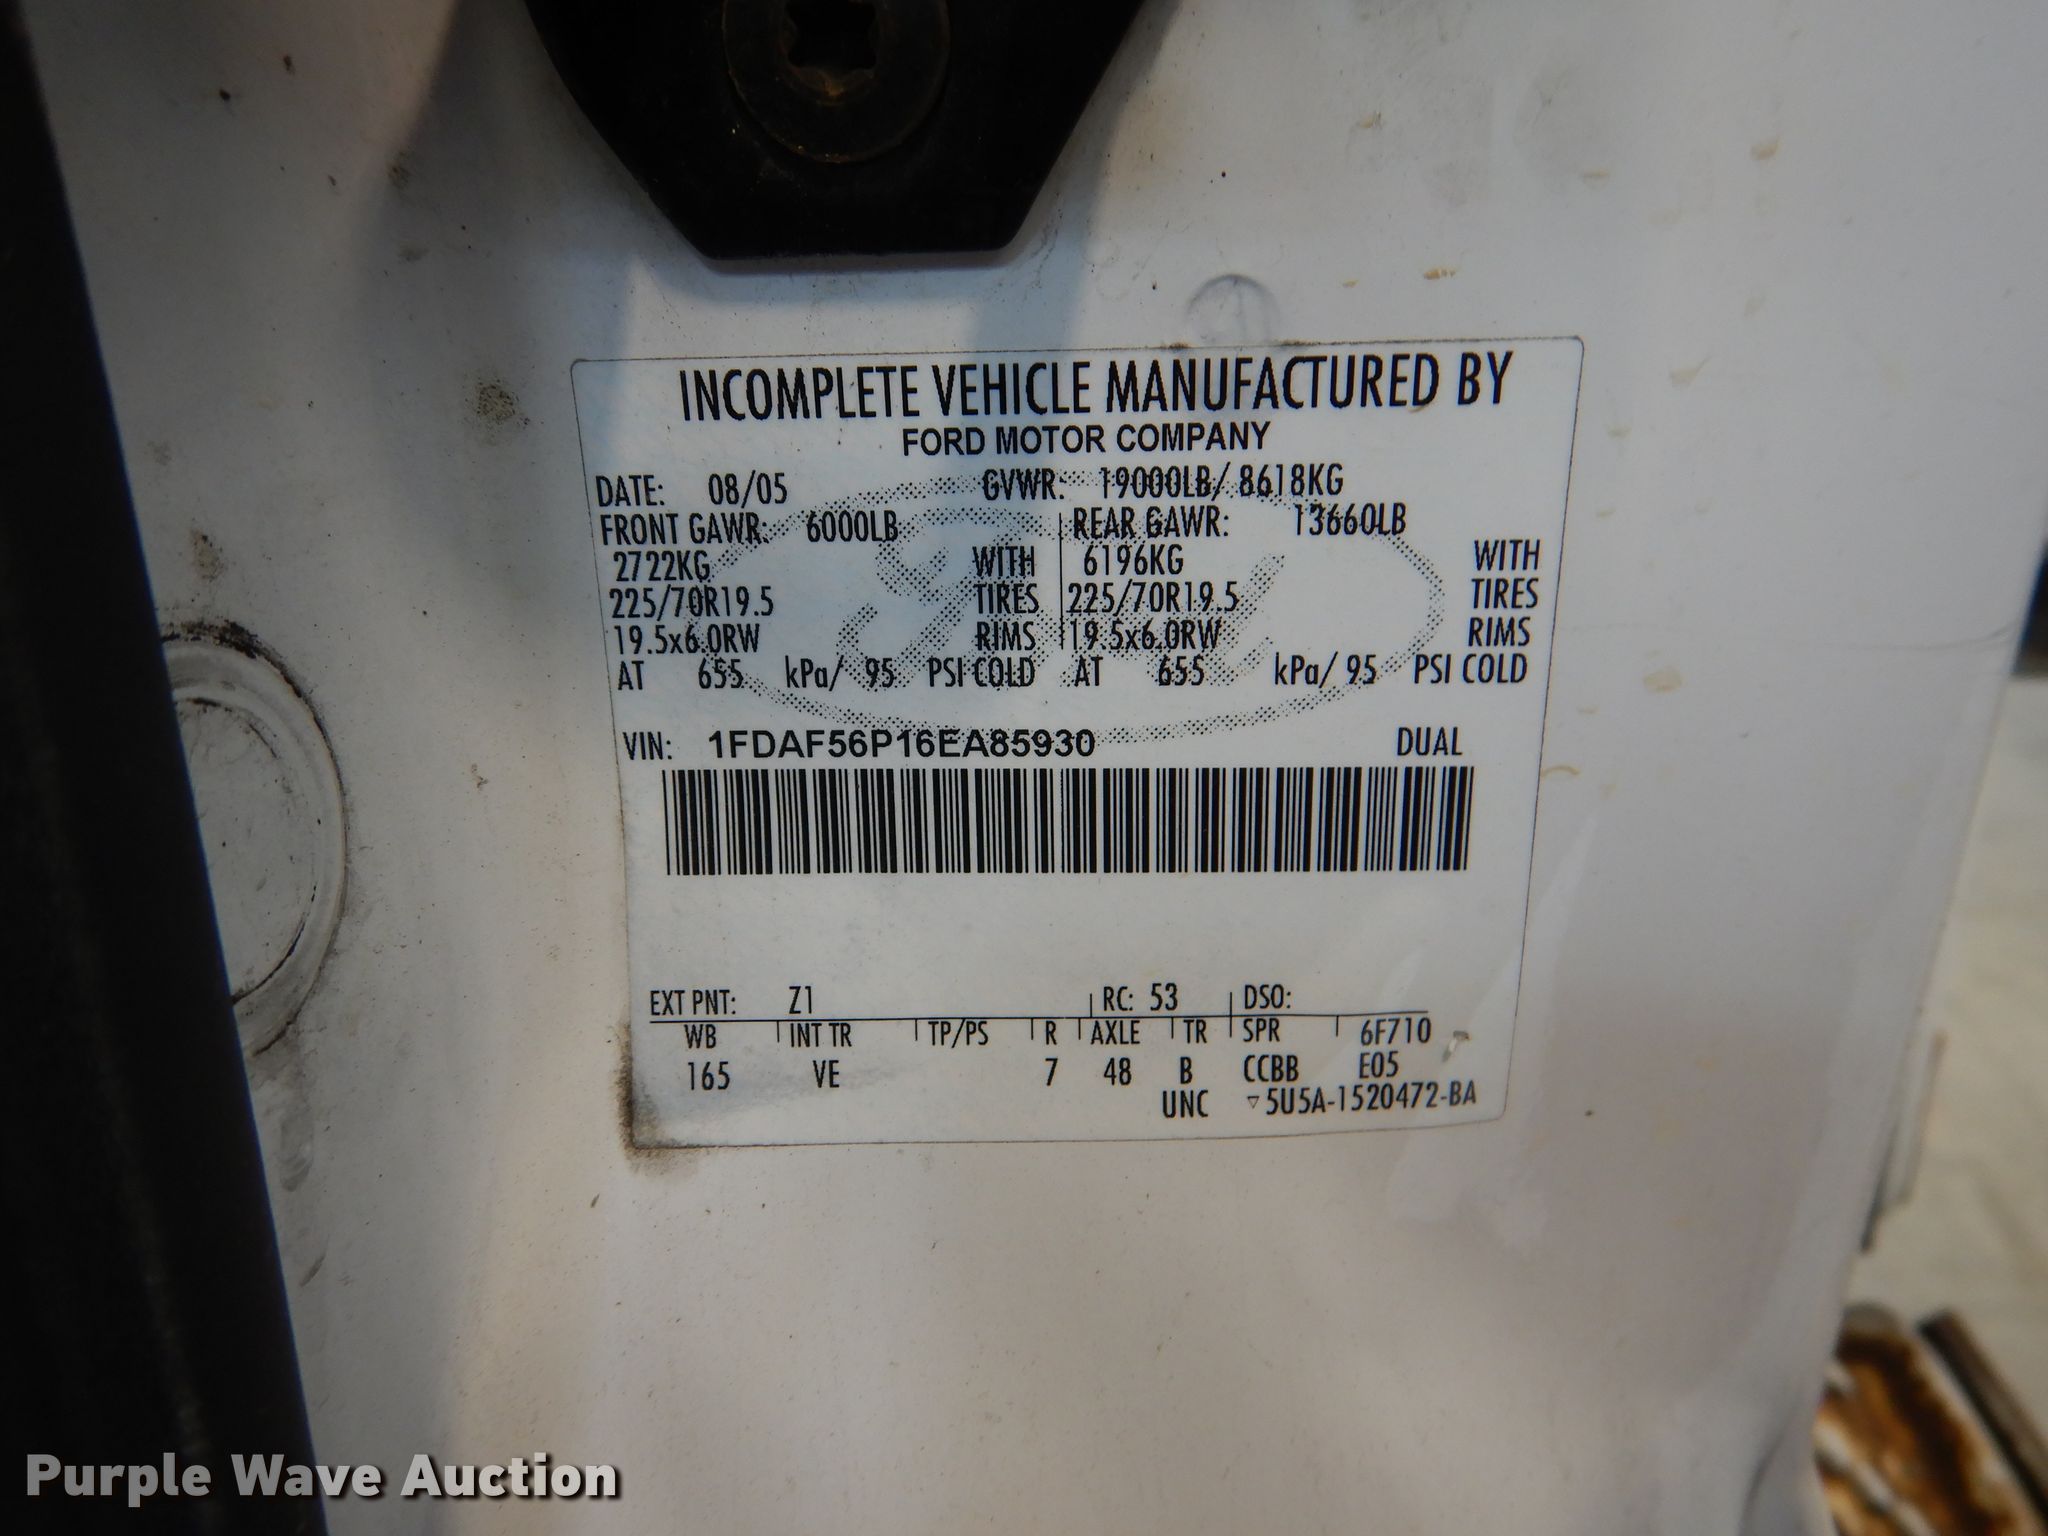 INCOMPLETE VEHICLE MANUFACTURED BY
FORD MOTOR COMPANY
DATE: 08/05 GVWR: 19000LB/ 8618KG
FRONT GAWR: 6000LB REAR GAWR: 13660LB
2722KG WITH 6196KG WITH
225/70R19.5 TIRES 225/70R19.5 TIRES
19.5x6.0RW RIMS 19.5x6.0RW RIMS
AT 655 kPa/ 95 PSI COLD AT 655 kPa/ 95 PSI COLD
VIN: 1FDAF56P16EA85930 DUAL
EXT PNT: Z1 RC: 53 DSO:
WB INT TR TP/PS R AXLE TR SPR 6F710
165 VE 7 48 B CCBB E05
UNC ▽5U5A-1520472-BA
Purple Wave Auction